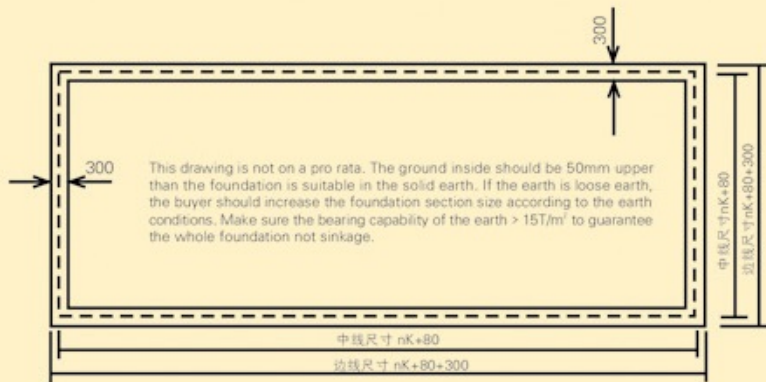 300
300
This drawing is not on a pro rata. The ground inside should be 50mm upper
than the foundation is suitable in the solid earth. If the earth is loose earth,
the buyer should increase the foundation section size according to the earth
conditions. Make sure the bearing capability of the earth > 15T/m² to guarantee
the whole foundation not sinkage.
中线尺寸nK+80
边线尺寸nK+80+300
中线尺寸 nK+80
边线尺寸 nK+80+300